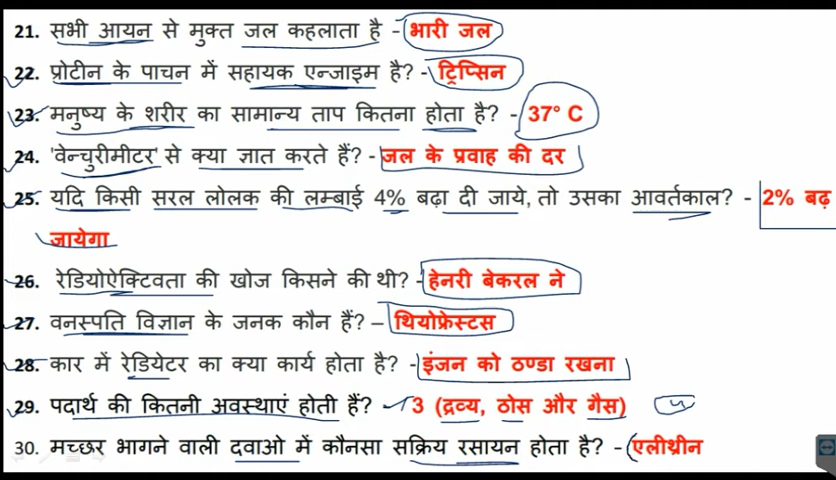 21. सभी आयन से मुक्त जल कहलाता है - भारी जल
22. प्रोटीन के पाचन में सहायक एन्जाइम है? - ट्रिप्सिन
23. मनुष्य के शरीर का सामान्य ताप कितना होता है? - 37° C
24. 'वेन्चुरीमीटर' से क्या ज्ञात करते हैं? - जल के प्रवाह की दर
25. यदि किसी सरल लोलक की लम्बाई 4% बढ़ा दी जाये, तो उसका आवर्तकाल? - 2% बढ़
जायेगा
26. रेडियोऐक्टिवता की खोज किसने की थी? - हेनरी बेकरल ने
27. वनस्पति विज्ञान के जनक कौन हैं? – थियोफ्रेस्टस
28. कार में रेडियेटर का क्या कार्य होता है? - इंजन को ठण्डा रखना
29. पदार्थ की कितनी अवस्थाएं होती हैं? - 3 (द्रव्य, ठोस और गैस)
30. मच्छर भागने वाली दवाओ में कौनसा सक्रिय रसायन होता है? - एलीथ्रीन